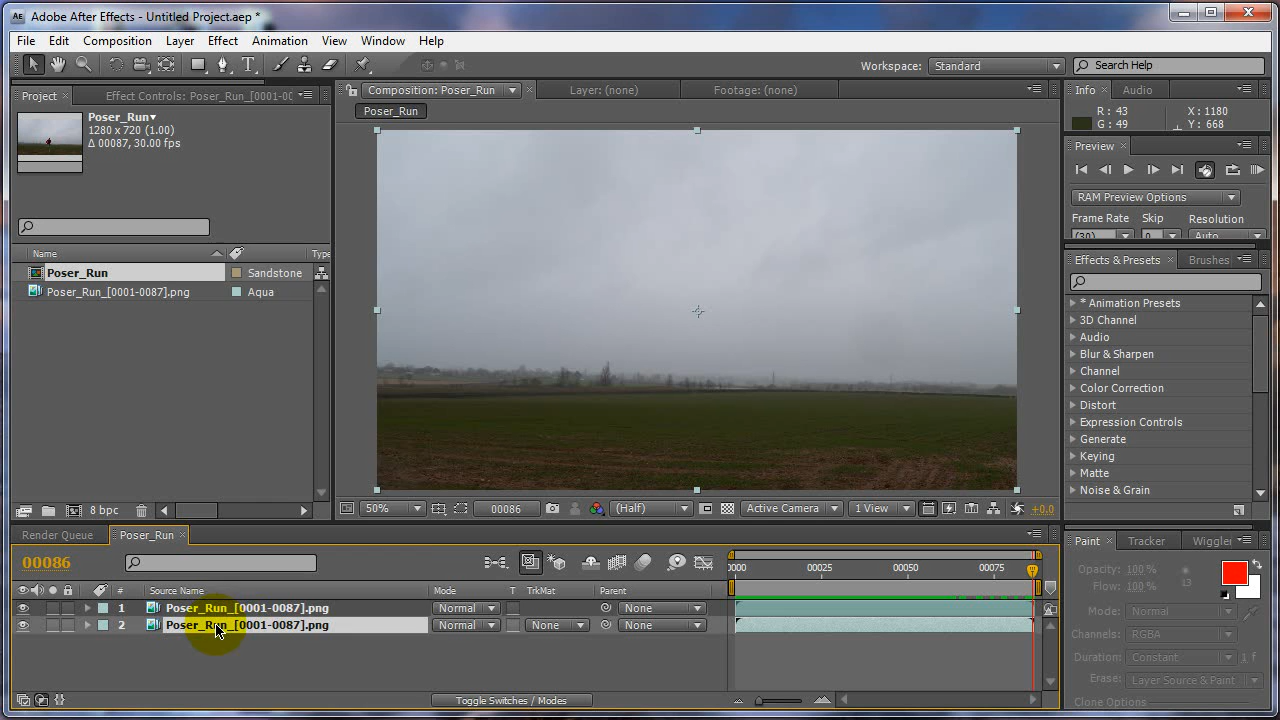 Adobe After Effects - Untitled Project.aep *
File Edit Composition Layer Effect Animation View Window Help
Workspace: Standard Search Help
Project Effect Controls: Poser_Run_[0001-00
Composition: Poser_Run Layer: (none) Footage: (none)
Info Audio
Poser_Run
Poser_Run▾
1280 x 720 (1.00)
Δ 00087, 30.00 fps
R : 43 X : 1180
G : 49 Y : 668
Preview
RAM Preview Options
Frame Rate Skip Resolution
(30) 0 Auto
Effects & Presets Brushes
Name Type
Poser_Run Sandstone
Poser_Run_[0001-0087].png Aqua
* Animation Presets
3D Channel
Audio
Blur & Sharpen
Channel
Color Correction
Distort
Expression Controls
Generate
Keying
Matte
Noise & Grain
8 bpc
50% 00086 (Half) Active Camera 1 View +0.0
Render Queue Poser_Run
00086
0000 00025 00050 00075
# Source Name Mode T TrkMat Parent
1 Poser_Run_[0001-0087].png Normal None
2 Poser_Run_[0001-0087].png Normal None None
Toggle Switches / Modes
Paint Tracker Wiggler
Opacity: 100 %
Flow: 100 % 13
Mode: Normal
Channels: RGBA
Duration: Constant 1 f
Erase: Layer Source & Paint
Clone Options